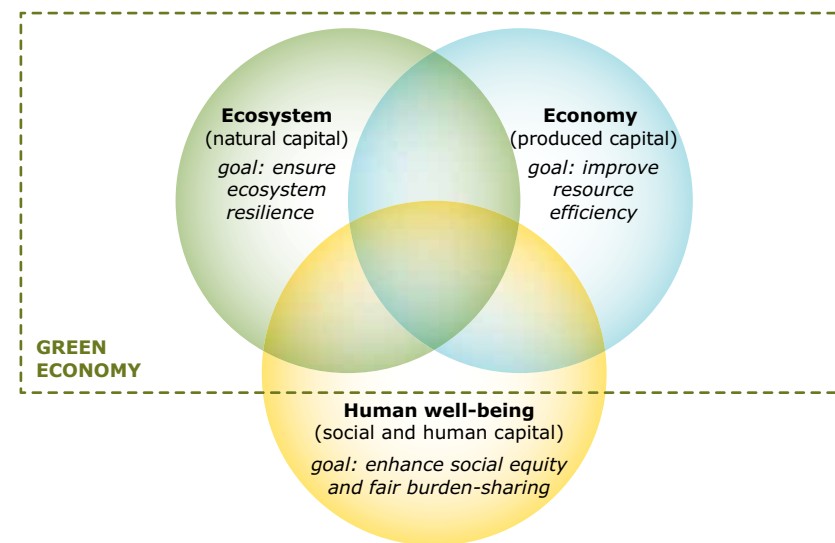 Ecosystem
(natural capital)
goal: ensure
ecosystem
resilience
Economy
(produced capital)
goal: improve
resource
efficiency
GREEN
ECONOMY
Human well-being
(social and human capital)
goal: enhance social equity
and fair burden-sharing